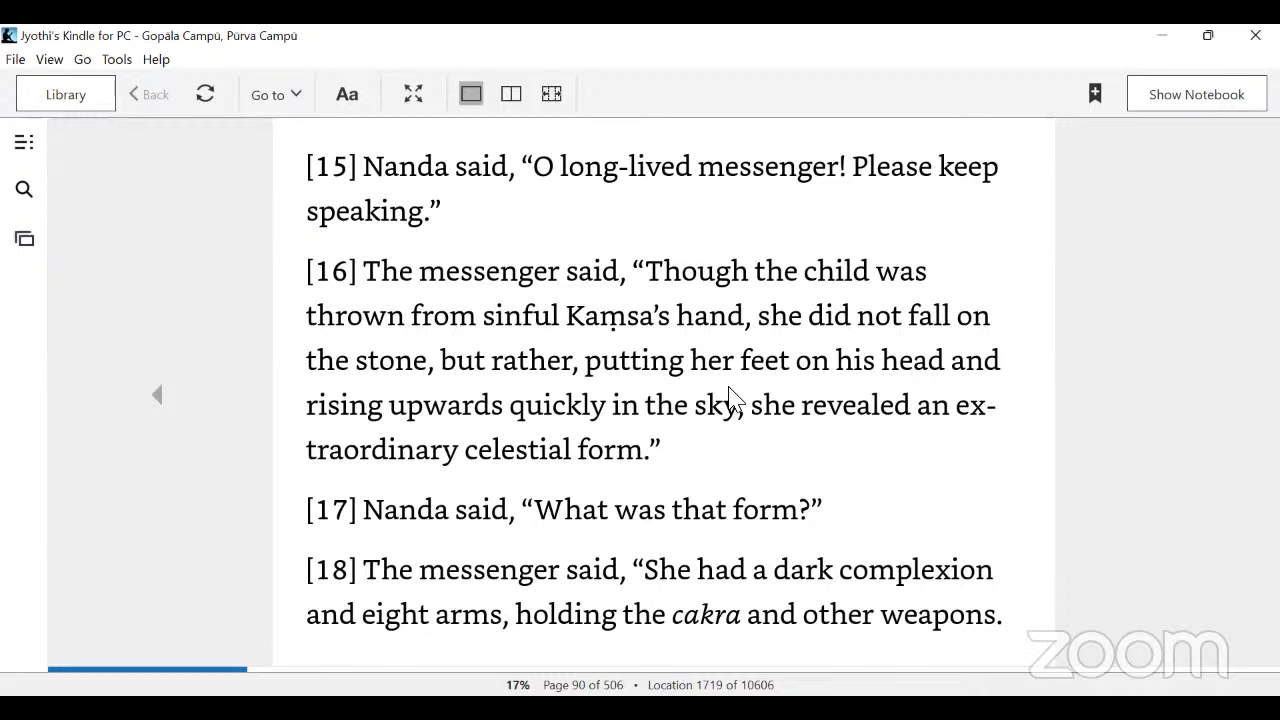 Jyothi's Kindle for PC - Gopāla Campū, Pūrva Campū
File View Go Tools Help
Library Back Go to Aa Show Notebook
[15] Nanda said, “O long-lived messenger! Please keep
speaking.”
[16] The messenger said, “Though the child was
thrown from sinful Kaṃsa’s hand, she did not fall on
the stone, but rather, putting her feet on his head and
rising upwards quickly in the sky, she revealed an ex-
traordinary celestial form.”
[17] Nanda said, “What was that form?”
[18] The messenger said, “She had a dark complexion
and eight arms, holding the cakra and other weapons.
zoom
17% Page 90 of 506 • Location 1719 of 10606